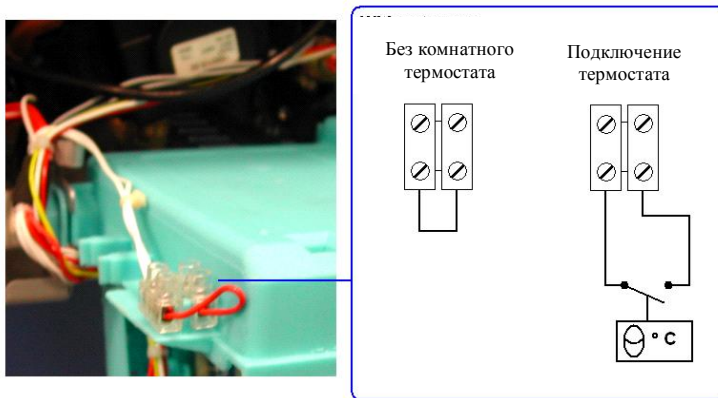 Без комнатного
термостата
Подключение
термостата
° C